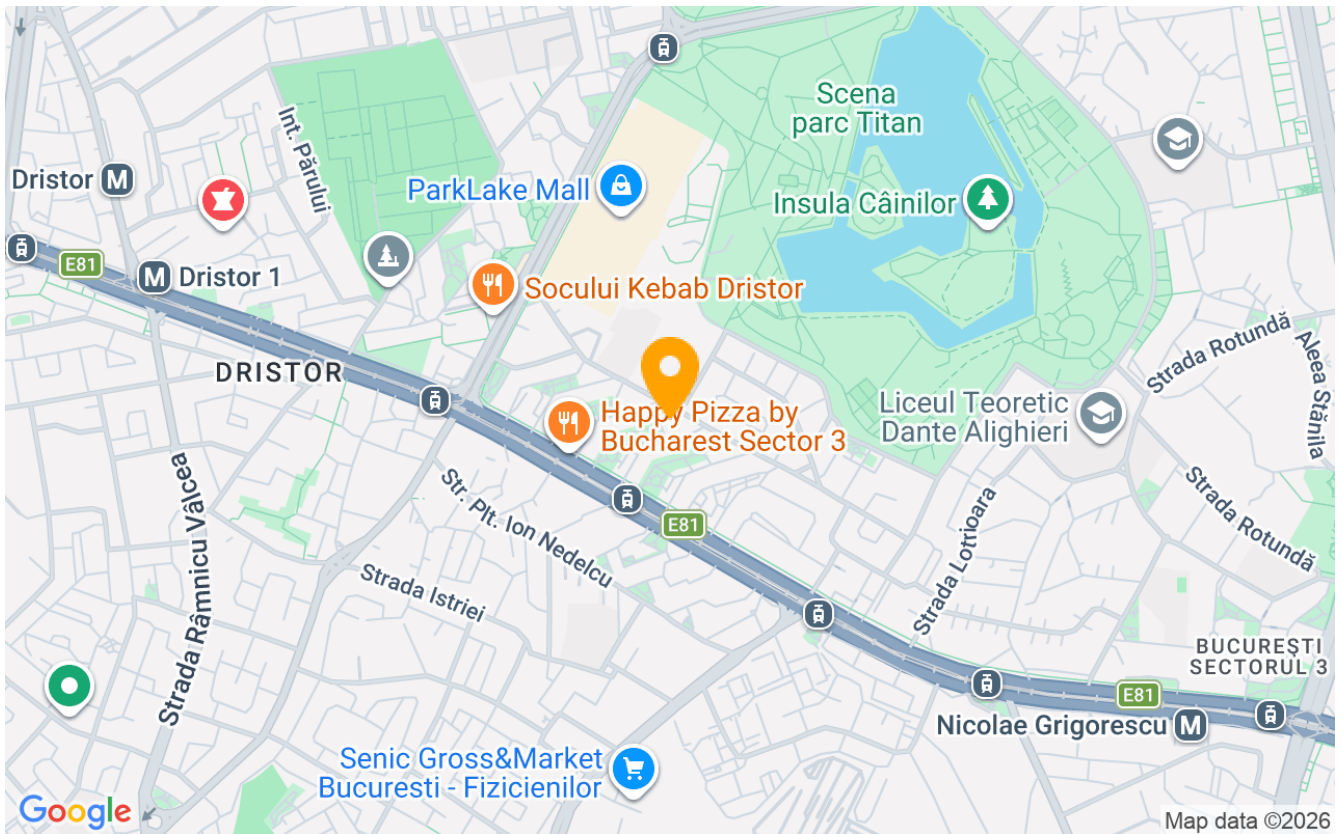 Scena
parc Titan
Int. Părului
Dristor M
ParkLake Mall
Insula Câinilor
E81
M Dristor 1
Socului Kebab Dristor
Strada Rotundă
Aleea Stănila
DRISTOR
Happy Pizza by
Bucharest Sector 3
Liceul Teoretic
Dante Alighieri
Strada Râmnicu Vâlcea
Str. Plt. Ion Nedelcu
E81
Strada Lotrioara
Strada Rotundă
Strada Istriei
BUCUREȘTI
SECTORUL 3
E81
Nicolae Grigorescu M
Senic Gross&Market
Bucuresti - Fizicienilor
Google
Map data ©2026